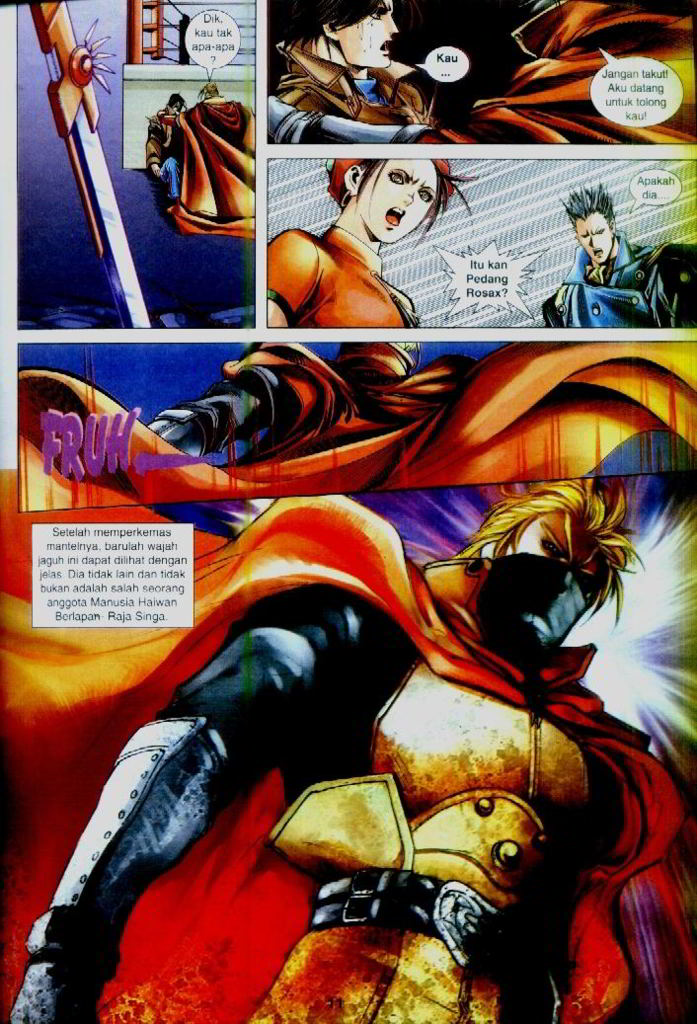 Dik,
kau tak
apa-apa
?
Kau
...
Jangan takut!
Aku datang
untuk tolong
kau!
Itu kan
Pedang
Rosax?
Apakah
dia....
FRUH
Setelah memperkemas
mantelnya, barulah wajah
jaguh ini dapat dilihat dengan
jelas. Dia tidak lain dan tidak
bukan adalah salah seorang
anggota Manusia Haiwan
Berlapan- Raja Singa.
11